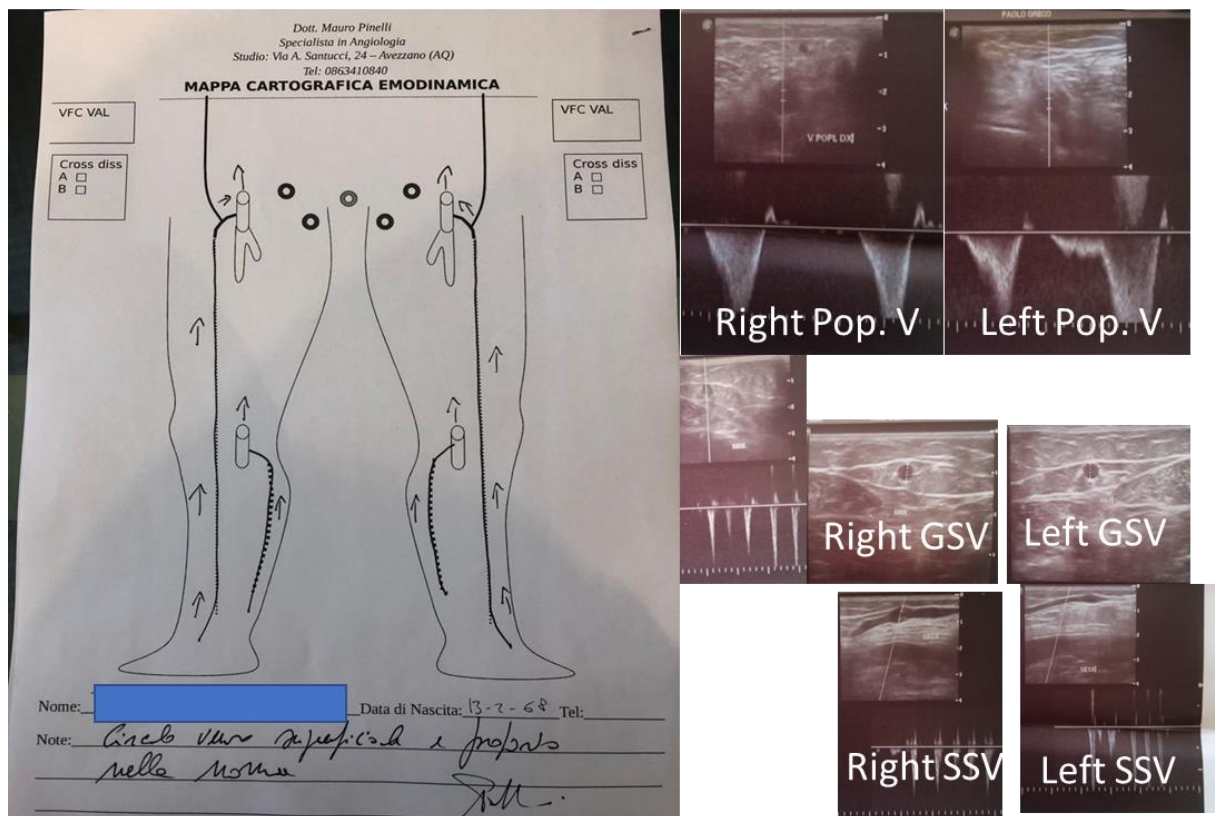 Dott. Mauro Pinelli
Specialista in Angiologia
Studio: Via A. Santucci, 24 – Avezzano (AQ)
Tel: 0863410840
MAPPA CARTOGRAFICA EMODINAMICA
VFC VAL
VFC VAL
Cross diss
A
B
Cross diss
A
B
Nome: Data di Nascita: 13-2-68 Tel:
Note: Circolo venoso superficiale e profondo
nella norma
PAOLO GRECO
V POPL DX
Right Pop. V
Left Pop. V
Right GSV
Left GSV
Right SSV
Left SSV